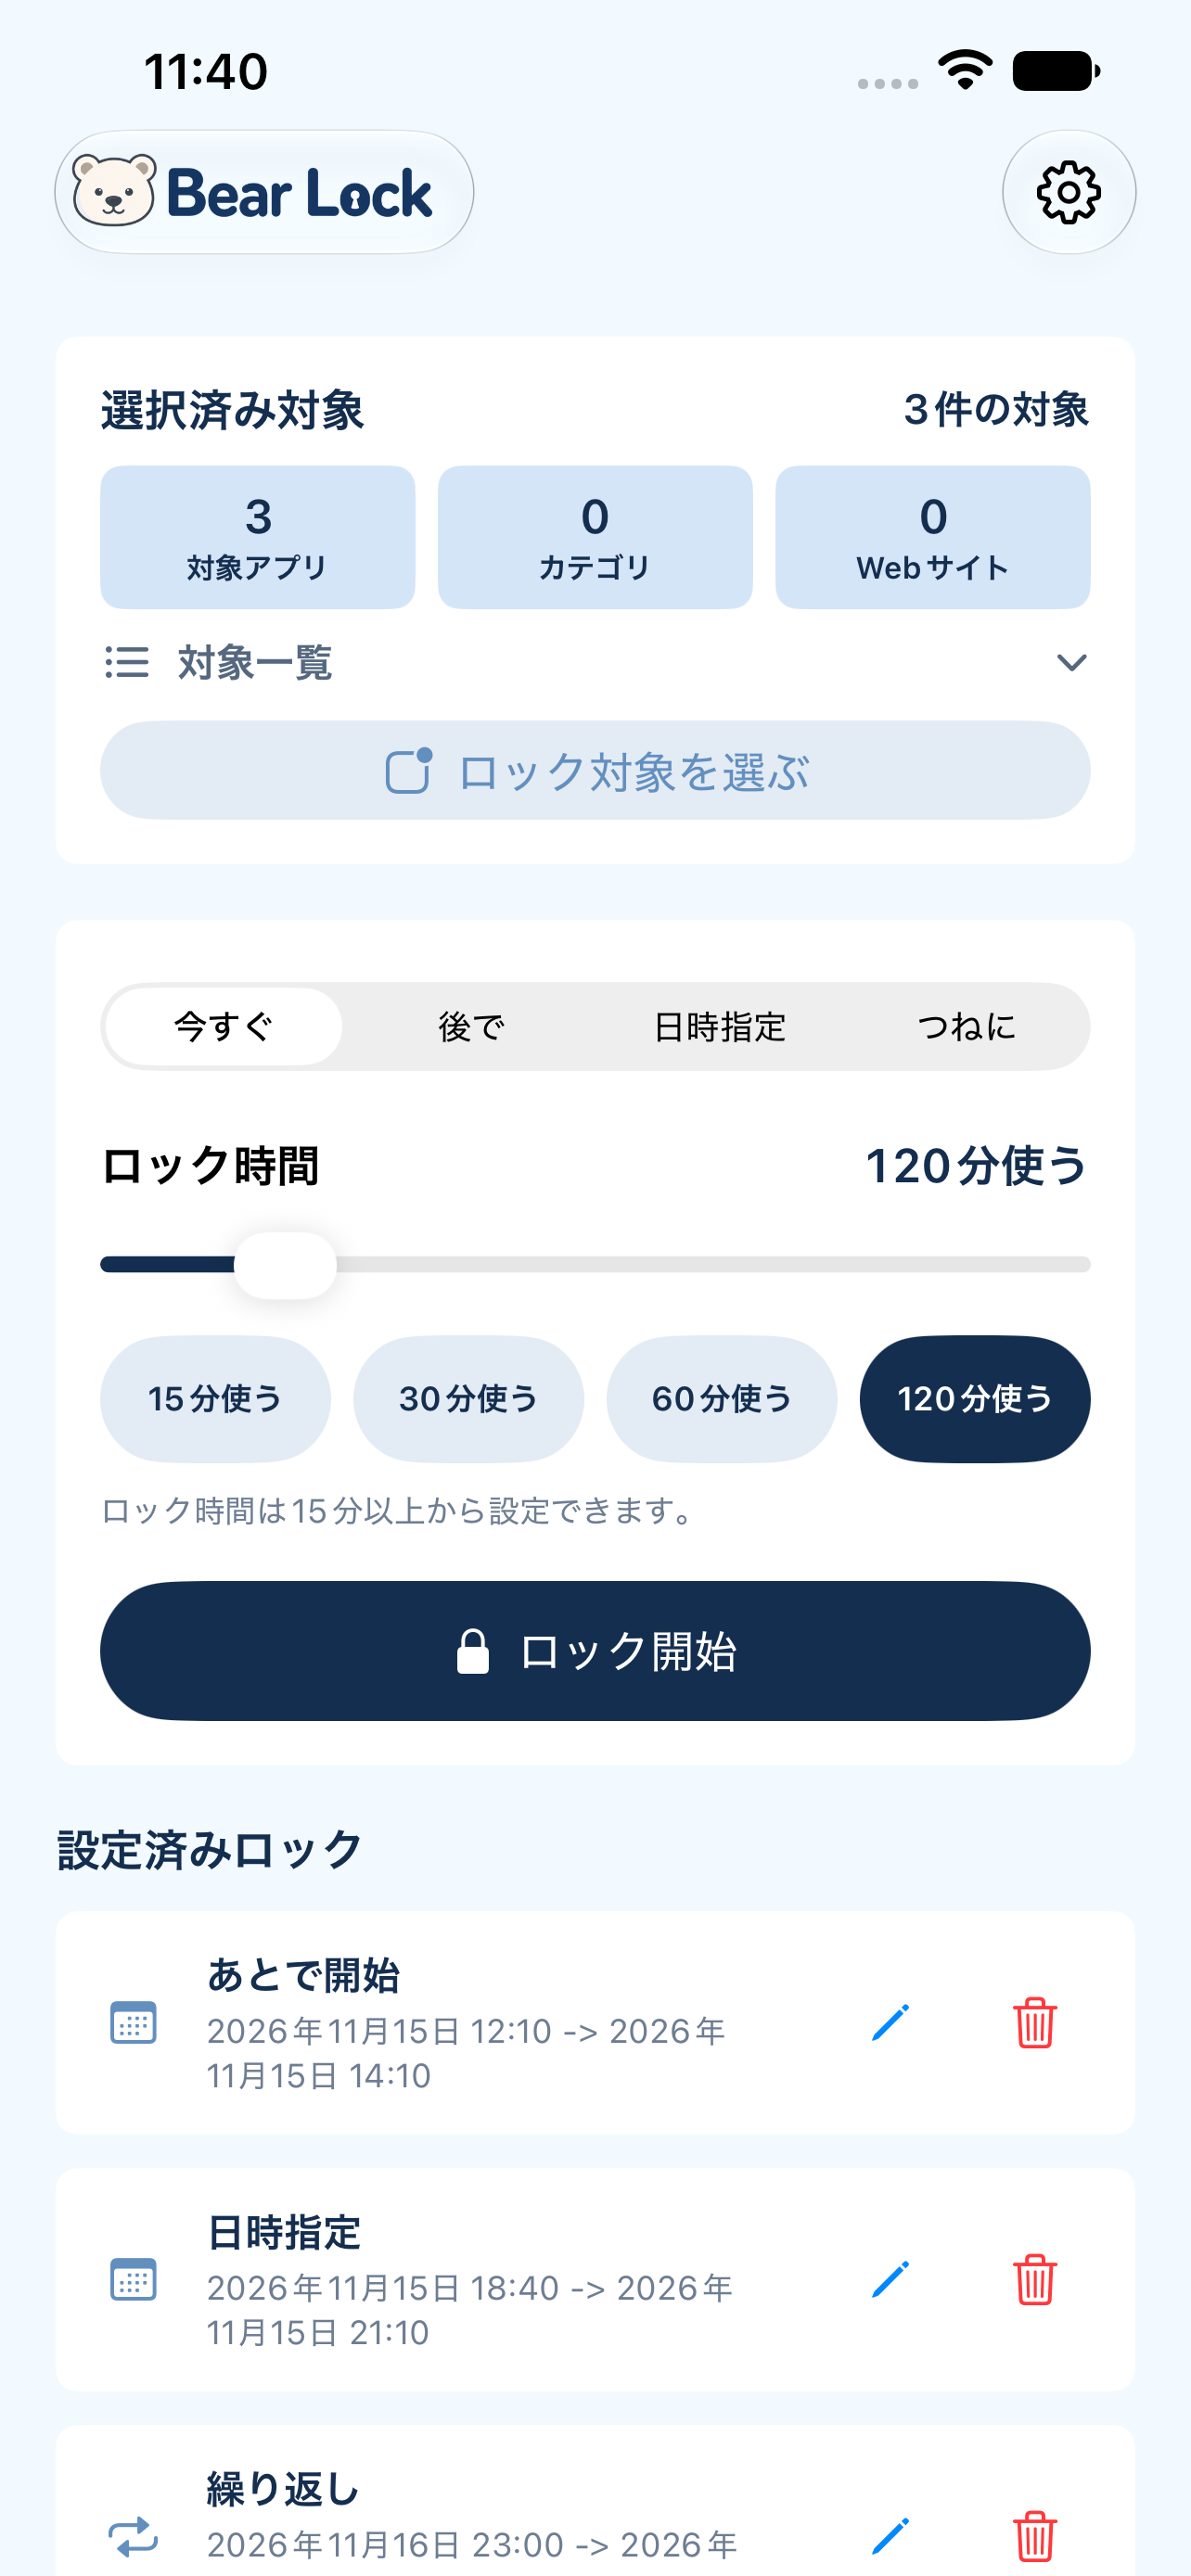 11:40
Bear Lock
選択済み対象
3件の対象
3
対象アプリ
0
カテゴリ
0
Webサイト
対象一覧
ロック対象を選ぶ
今すぐ
後で
日時指定
つねに
ロック時間
120分使う
15分使う
30分使う
60分使う
120分使う
ロック時間は15分以上から設定できます。
ロック開始
設定済みロック
あとで開始
2026年11月15日 12:10 -> 2026年
11月15日 14:10
日時指定
2026年11月15日 18:40 -> 2026年
11月15日 21:10
繰り返し
2026年11月16日 23:00 -> 2026年